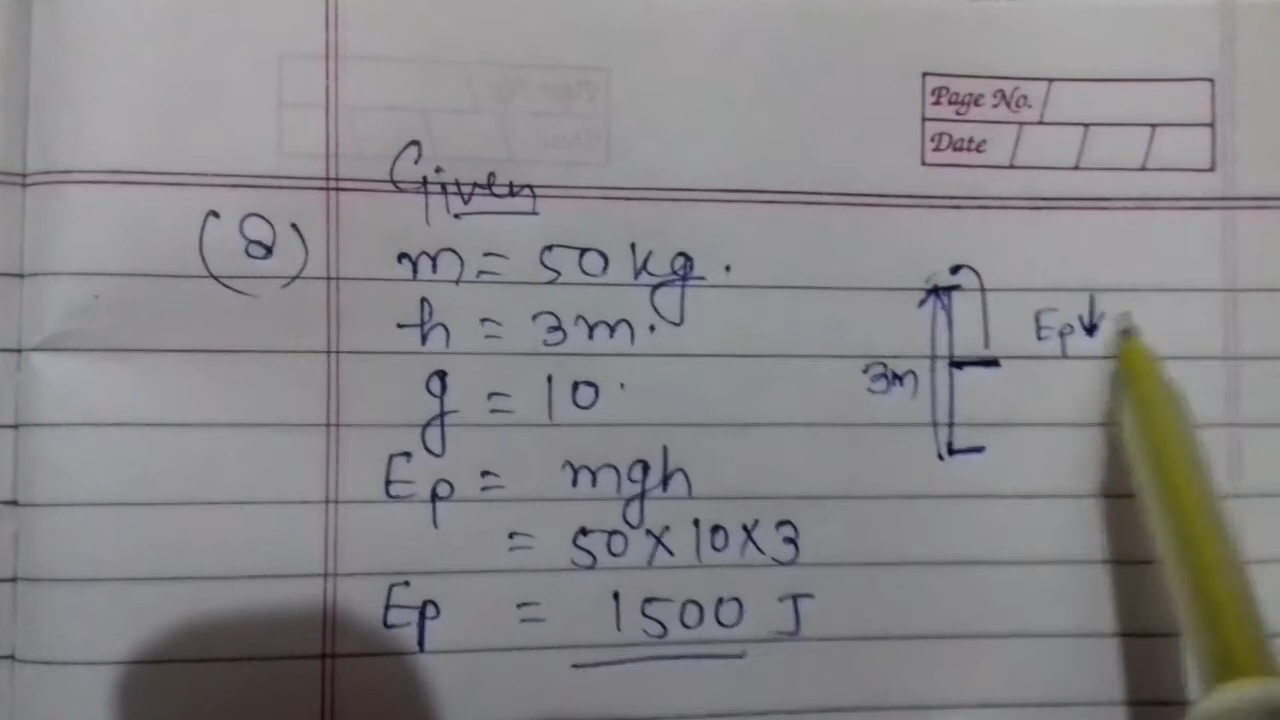 Page No.
Date
Given
(8)
m = 50 kg.
h = 3m.
g = 10
Ep = mgh
= 50×10×3
Ep = 1500 J
3m
Ep↓